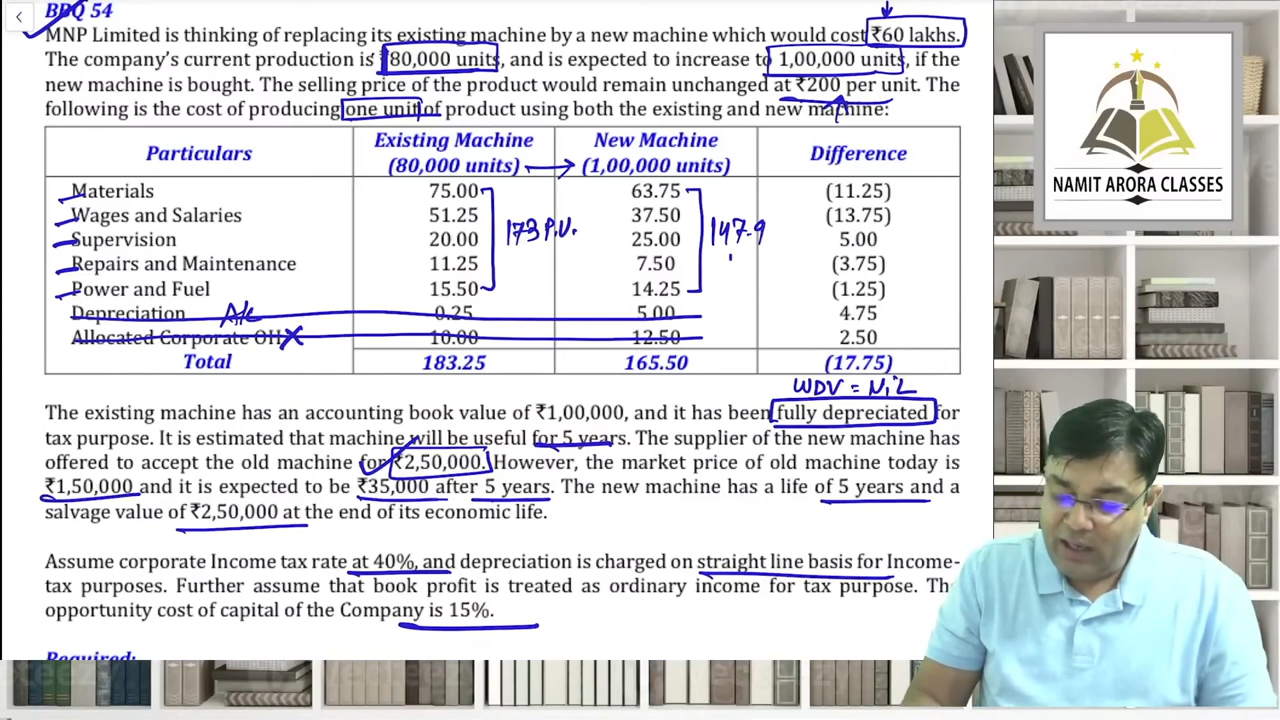 BBQ 54
MNP Limited is thinking of replacing its existing machine by a new machine which would cost ₹60 lakhs.
The company's current production is 80,000 units, and is expected to increase to 1,00,000 units, if the
new machine is bought. The selling price of the product would remain unchanged at ₹200 per unit. The
following is the cost of producing one unit of product using both the existing and new machine:
Particulars Existing Machine (80,000 units) New Machine (1,00,000 units) Difference
Materials 75.00 63.75 (11.25)
Wages and Salaries 51.25 37.50 (13.75)
Supervision 20.00 25.00 5.00
Repairs and Maintenance 11.25 7.50 (3.75)
Power and Fuel 15.50 14.25 (1.25)
Depreciation 0.25 5.00 4.75
Allocated Corporate OH 10.00 12.50 2.50
Total 183.25 165.50 (17.75)
173 P.U.
147.9
A/c
WDV = NiL
The existing machine has an accounting book value of ₹1,00,000, and it has been fully depreciated for
tax purpose. It is estimated that machine will be useful for 5 years. The supplier of the new machine has
offered to accept the old machine for ₹2,50,000. However, the market price of old machine today is
₹1,50,000 and it is expected to be ₹35,000 after 5 years. The new machine has a life of 5 years and a
salvage value of ₹2,50,000 at the end of its economic life.
Assume corporate Income tax rate at 40%, and depreciation is charged on straight line basis for Income-
tax purposes. Further assume that book profit is treated as ordinary income for tax purpose. Th
opportunity cost of capital of the Company is 15%.
Required:
NAMIT ARORA CLASSES